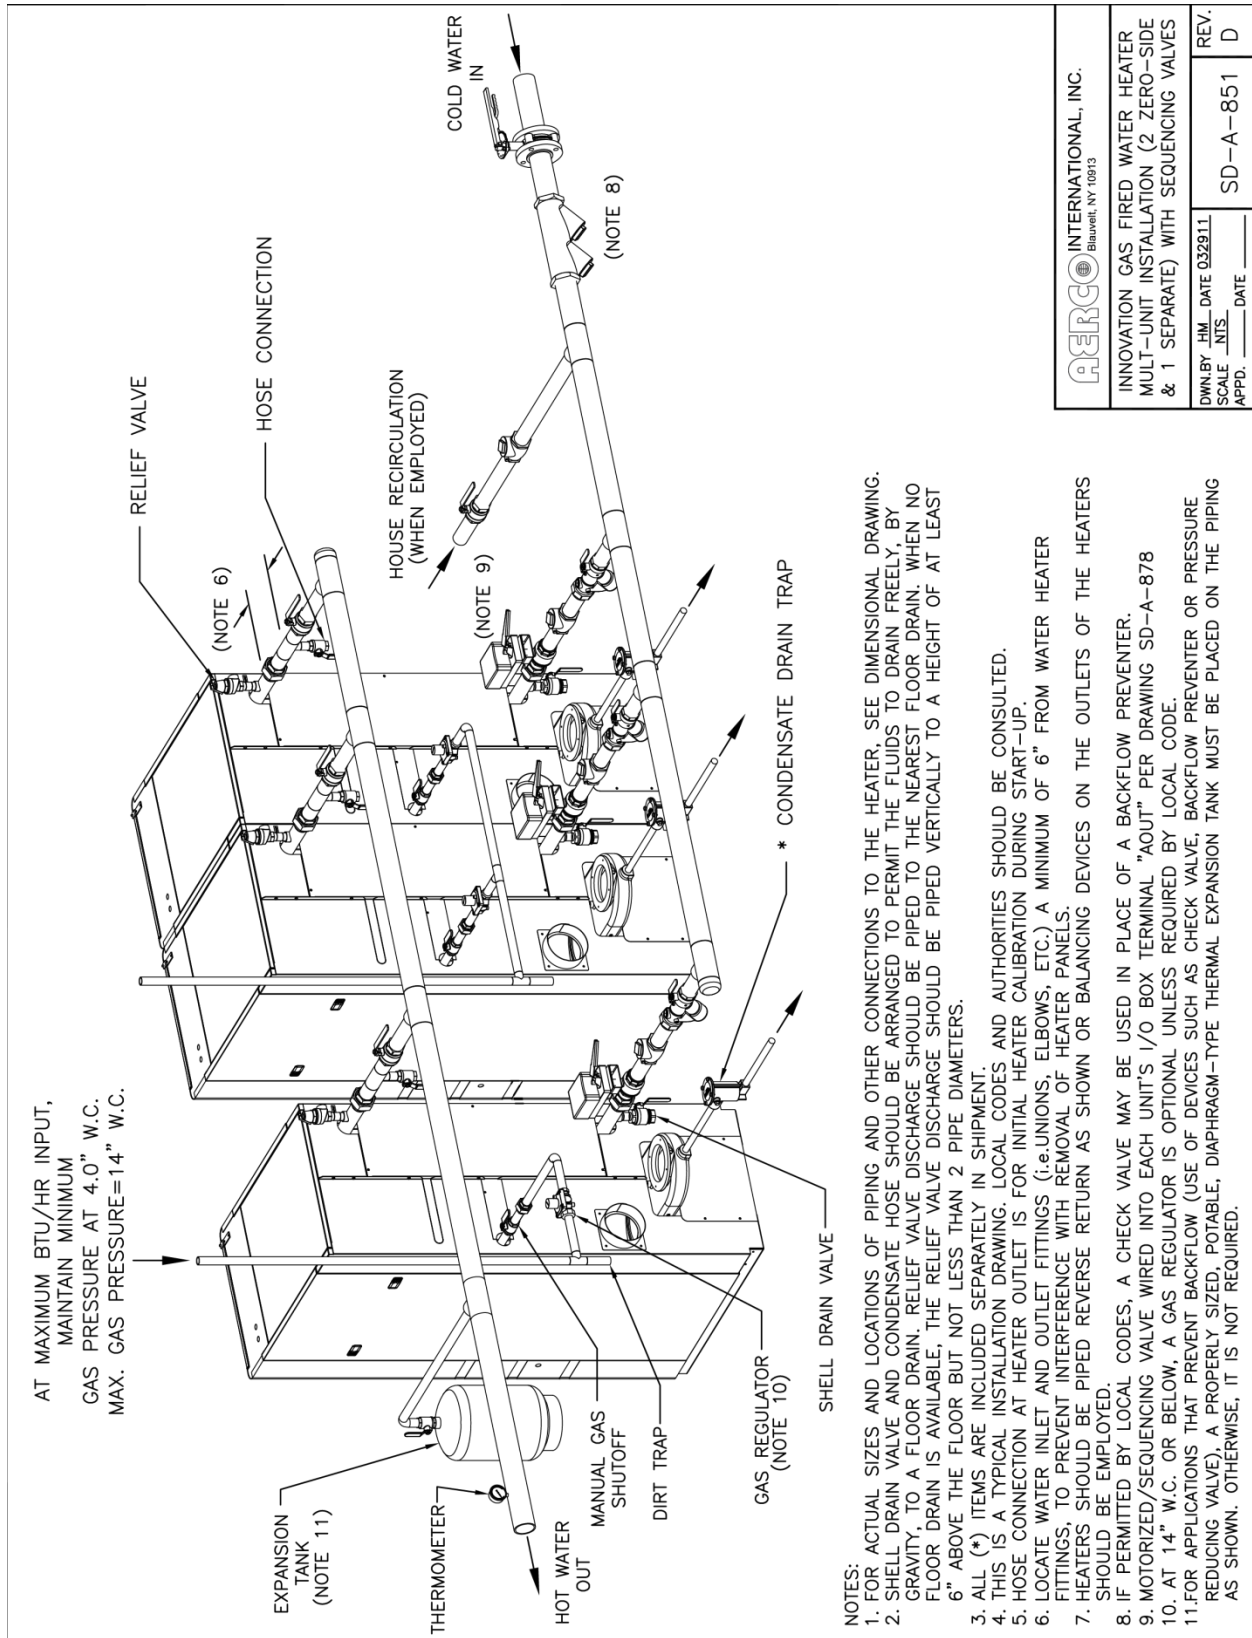 AT MAXIMUM BTU/HR INPUT,
MAINTAIN MINIMUM
GAS PRESSURE AT 4.0" W.C.
MAX. GAS PRESSURE=14" W.C.
RELIEF VALVE
HOSE CONNECTION
(NOTE 6)
COLD WATER
IN
(NOTE 8)
HOUSE RECIRCULATION
(WHEN EMPLOYED)
(NOTE 9)
* CONDENSATE DRAIN TRAP
EXPANSION
TANK
(NOTE 11)
THERMOMETER
HOT WATER
OUT
MANUAL GAS
SHUTOFF
DIRT TRAP
GAS REGULATOR
(NOTE 10)
SHELL DRAIN VALVE
NOTES:
1. FOR ACTUAL SIZES AND LOCATIONS OF PIPING AND OTHER CONNECTIONS TO THE HEATER, SEE DIMENSIONAL DRAWING.
2. SHELL DRAIN VALVE AND CONDENSATE HOSE SHOULD BE ARRANGED TO PERMIT THE FLUIDS TO DRAIN FREELY, BY
GRAVITY, TO A FLOOR DRAIN. RELIEF VALVE DISCHARGE SHOULD BE PIPED TO THE NEAREST FLOOR DRAIN. WHEN NO
FLOOR DRAIN IS AVAILABLE, THE RELIEF VALVE DISCHARGE SHOULD BE PIPED VERTICALLY TO A HEIGHT OF AT LEAST
6" ABOVE THE FLOOR BUT NOT LESS THAN 2 PIPE DIAMETERS.
3. ALL (*) ITEMS ARE INCLUDED SEPARATELY IN SHIPMENT.
4. THIS IS A TYPICAL INSTALLATION DRAWING. LOCAL CODES AND AUTHORITIES SHOULD BE CONSULTED.
5. HOSE CONNECTION AT HEATER OUTLET IS FOR INITIAL HEATER CALIBRATION DURING START-UP.
6. LOCATE WATER INLET AND OUTLET FITTINGS (i.e.UNIONS, ELBOWS, ETC.) A MINIMUM OF 6" FROM WATER HEATER
FITTINGS, TO PREVENT INTERFERENCE WITH REMOVAL OF HEATER PANELS.
7. HEATERS SHOULD BE PIPED REVERSE RETURN AS SHOWN OR BALANCING DEVICES ON THE OUTLETS OF THE HEATERS
SHOULD BE EMPLOYED.
8. IF PERMITTED BY LOCAL CODES, A CHECK VALVE MAY BE USED IN PLACE OF A BACKFLOW PREVENTER.
9. MOTORIZED/SEQUENCING VALVE WIRED INTO EACH UNIT'S I/O BOX TERMINAL "AOUT" PER DRAWING SD-A-878
10. AT 14" W.C. OR BELOW, A GAS REGULATOR IS OPTIONAL UNLESS REQUIRED BY LOCAL CODE.
11.FOR APPLICATIONS THAT PREVENT BACKFLOW (USE OF DEVICES SUCH AS CHECK VALVE, BACKFLOW PREVENTER OR PRESSURE
REDUCING VALVE), A PROPERLY SIZED, POTABLE, DIAPHRAGM-TYPE THERMAL EXPANSION TANK MUST BE PLACED ON THE PIPING
AS SHOWN. OTHERWISE, IT IS NOT REQUIRED.
AERCO INTERNATIONAL, INC.
Blauvelt, NY 10913
INNOVATION GAS FIRED WATER HEATER
MULT-UNIT INSTALLATION (2 ZERO-SIDE
& 1 SEPARATE) WITH SEQUENCING VALVES
DWN.BY HM DATE 032911
SCALE NTS
APPD. DATE
SD-A-851
REV.
D